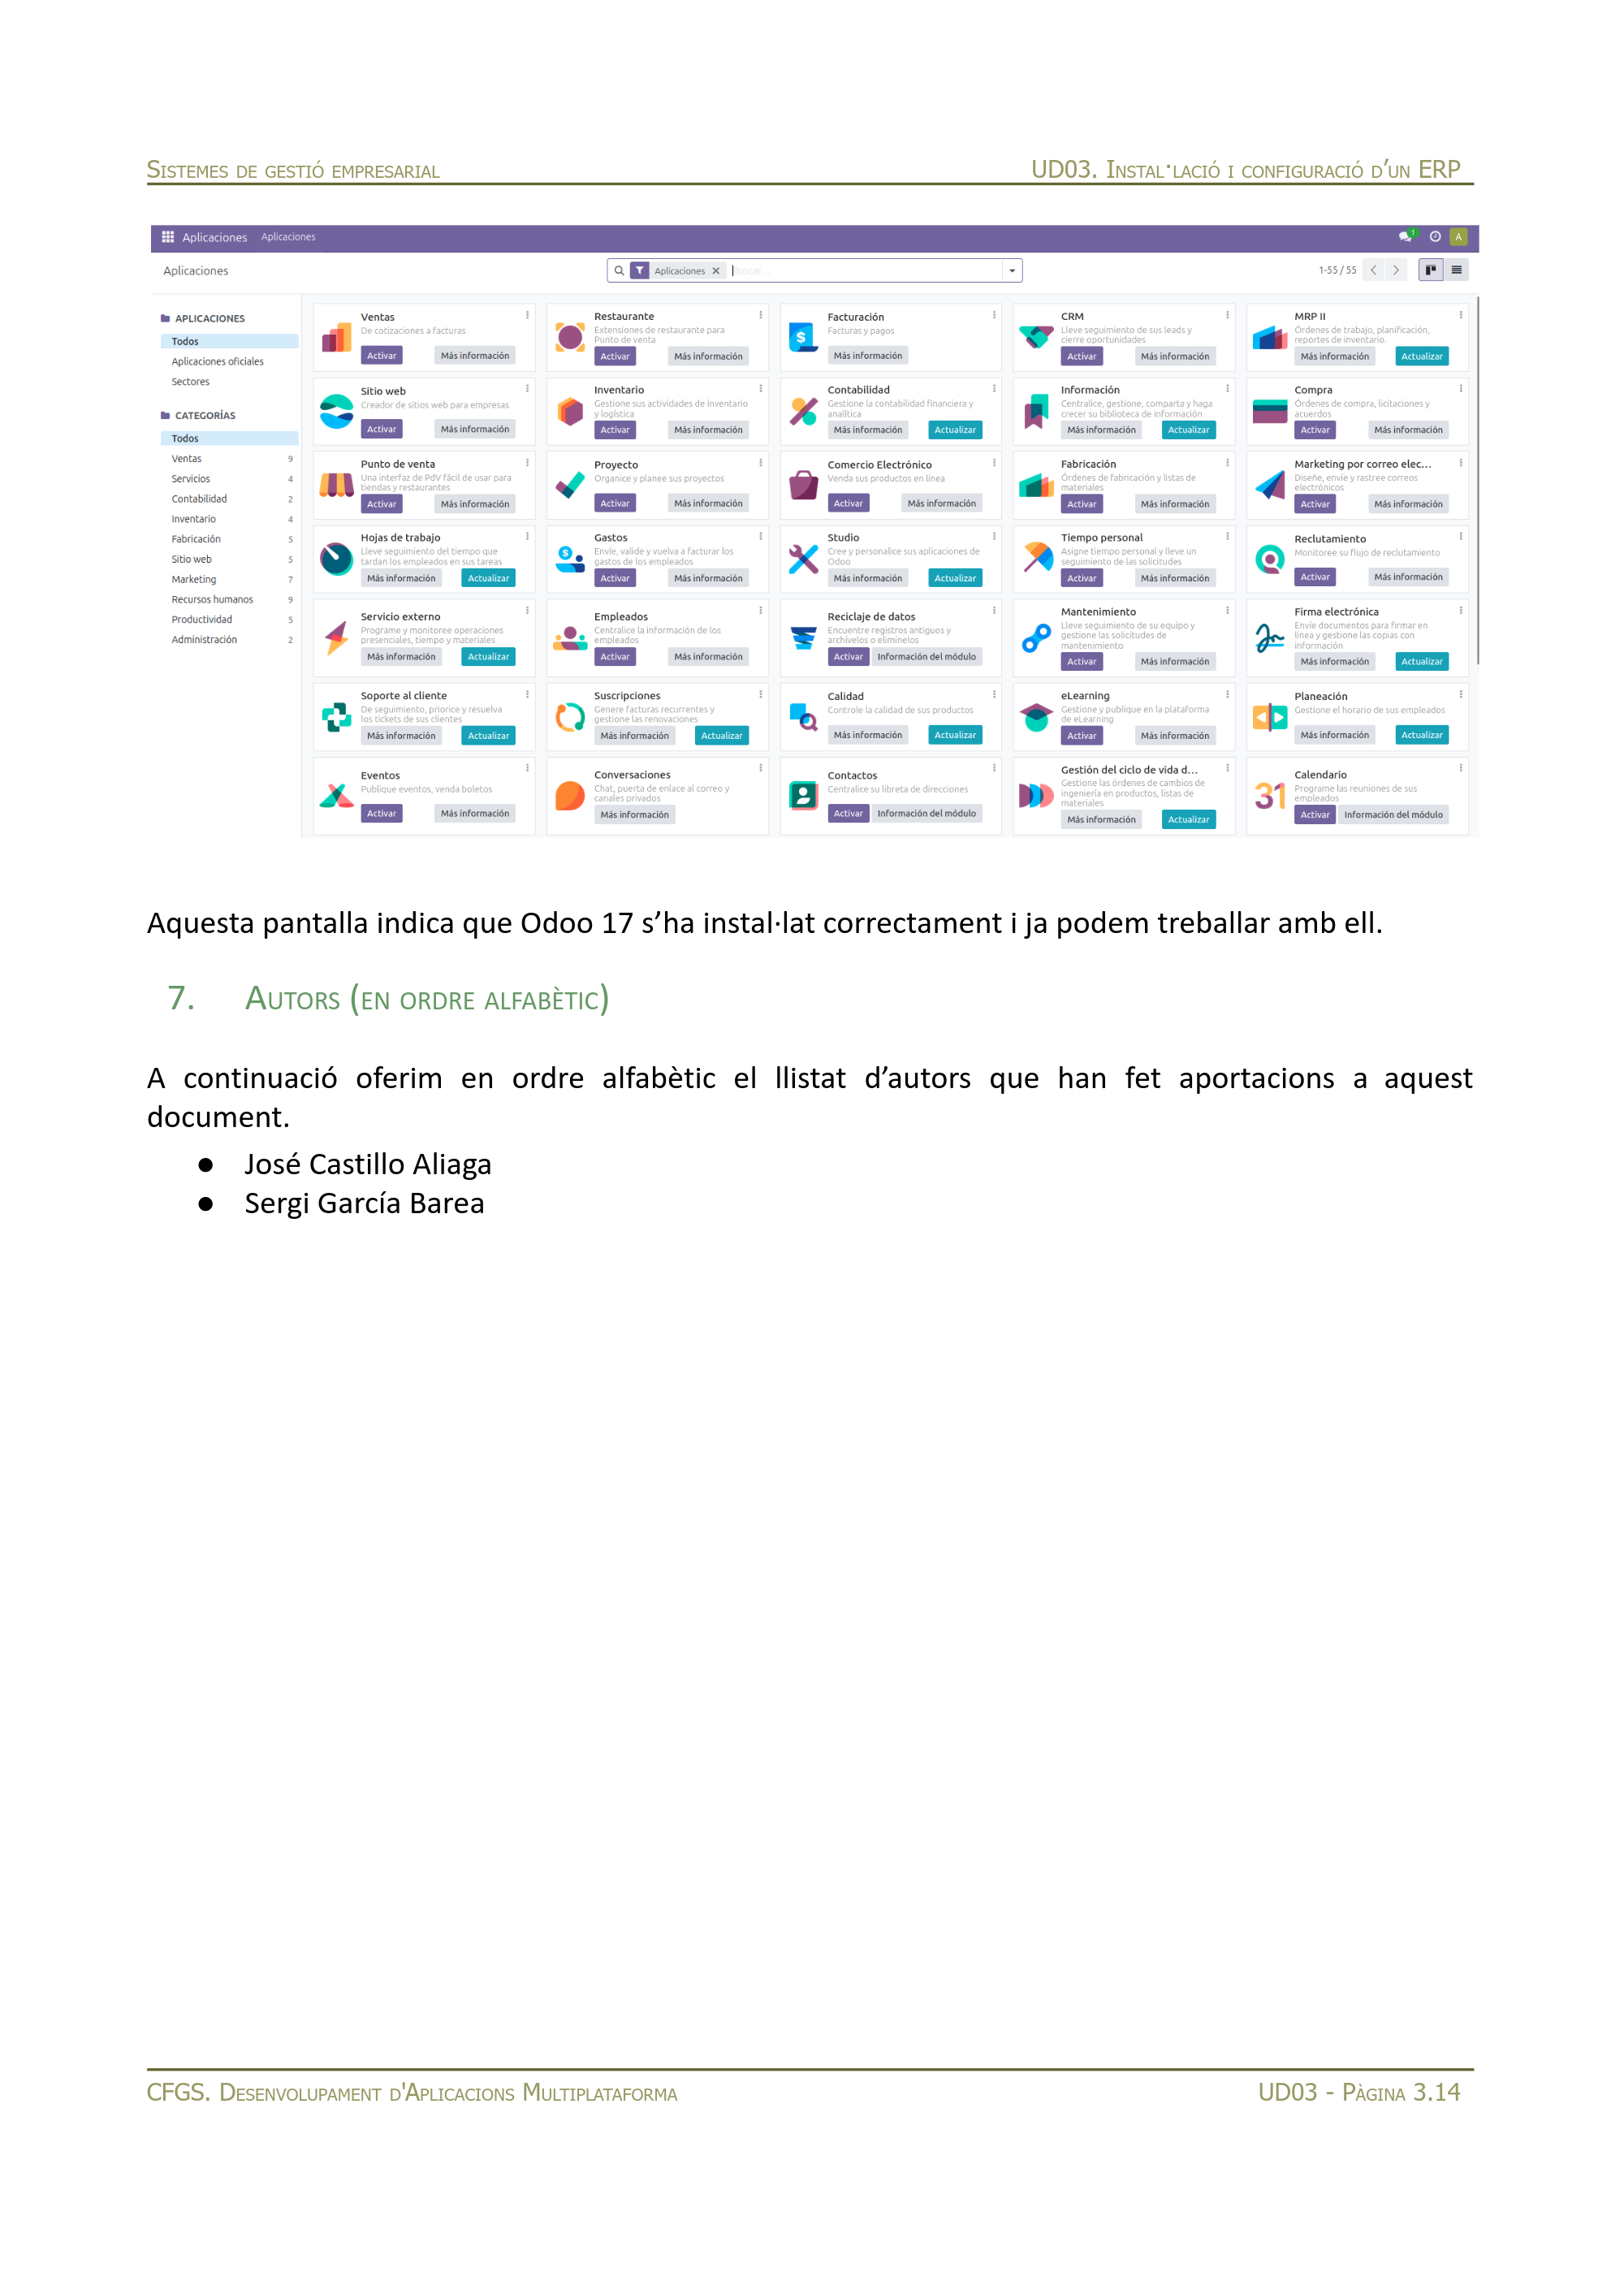 Sistemes de gestió empresarial UD03. Instal·lació i configuració d’un ERP
Aplicaciones Aplicaciones 1 A
Aplicaciones Aplicaciones × Buscar... 1-55 / 55
APLICACIONES
Todos
Aplicaciones oficiales
Sectores
CATEGORÍAS
Todos
Ventas 9
Servicios 4
Contabilidad 2
Inventario 4
Fabricación 5
Sitio web 5
Marketing 7
Recursos humanos 9
Productividad 5
Administración 2
Ventas
De cotizaciones a facturas
Activar Más información
Restaurante
Extensiones de restaurante para
Punto de venta
Activar Más información
Facturación
Facturas y pagos
Más información
CRM
Lleve seguimiento de sus leads y
cierre oportunidades
Activar Más información
MRP II
Órdenes de trabajo, planificación,
reportes de inventario.
Más información Actualizar
Sitio web
Creador de sitios web para empresas
Activar Más información
Inventario
Gestione sus actividades de inventario
y logística
Activar Más información
Contabilidad
Gestione la contabilidad financiera y
analítica
Más información Actualizar
Información
Centralice, gestione, comparta y haga
crecer su biblioteca de información
Más información Actualizar
Compra
Órdenes de compra, licitaciones y
acuerdos
Activar Más información
Punto de venta
Una interfaz de PdV fácil de usar para
tiendas y restaurantes
Activar Más información
Proyecto
Organice y planee sus proyectos
Activar Más información
Comercio Electrónico
Venda sus productos en línea
Activar Más información
Fabricación
Órdenes de fabricación y listas de
materiales
Activar Más información
Marketing por correo elec...
Diseñe, envíe y rastree correos
electrónicos
Activar Más información
Hojas de trabajo
Lleve seguimiento del tiempo que
tardan los empleados en sus tareas
Más información Actualizar
Gastos
Envíe, valide y vuelva a facturar los
gastos de los empleados
Activar Más información
Studio
Cree y personalice sus aplicaciones de
Odoo
Más información Actualizar
Tiempo personal
Asigne tiempo personal y lleve un
seguimiento de las solicitudes
Activar Más información
Reclutamiento
Monitoree su flujo de reclutamiento
Activar Más información
Servicio externo
Programe y monitoree operaciones
presenciales, tiempo y materiales
Más información Actualizar
Empleados
Centralice la información de los
empleados
Activar Más información
Reciclaje de datos
Encuentre registros antiguos y
archívelos o elimínelos
Activar Información del módulo
Mantenimiento
Lleve seguimiento de su equipo y
gestione las solicitudes de
mantenimiento
Activar Más información
Firma electrónica
Envíe documentos para firmar en
línea y gestione las copias con
información
Más información Actualizar
Soporte al cliente
De seguimiento, priorice y resuelva
los tickets de sus clientes
Más información Actualizar
Suscripciones
Genere facturas recurrentes y
gestione las renovaciones
Más información Actualizar
Calidad
Controle la calidad de sus productos
Más información Actualizar
eLearning
Gestione y publique en la plataforma
de eLearning
Activar Más información
Planeación
Gestione el horario de sus empleados
Más información Actualizar
Eventos
Publique eventos, venda boletos
Activar Más información
Conversaciones
Chat, puerta de enlace al correo y
canales privados
Más información
Contactos
Centralice su libreta de direcciones
Activar Información del módulo
Gestión del ciclo de vida d...
Gestione las órdenes de cambios de
ingeniería en productos, listas de
materiales
Más información Actualizar
31
Calendario
Programe las reuniones de sus
empleados
Activar Información del módulo
Aquesta pantalla indica que Odoo 17 s’ha instal·lat correctament i ja podem treballar amb ell.
7. Autors (en ordre alfabètic)
A continuació oferim en ordre alfabètic el llistat d’autors que han fet aportacions a aquest
document.
● José Castillo Aliaga
● Sergi García Barea
CFGS. Desenvolupament d'Aplicacions Multiplataforma UD03 - Pàgina 3.14